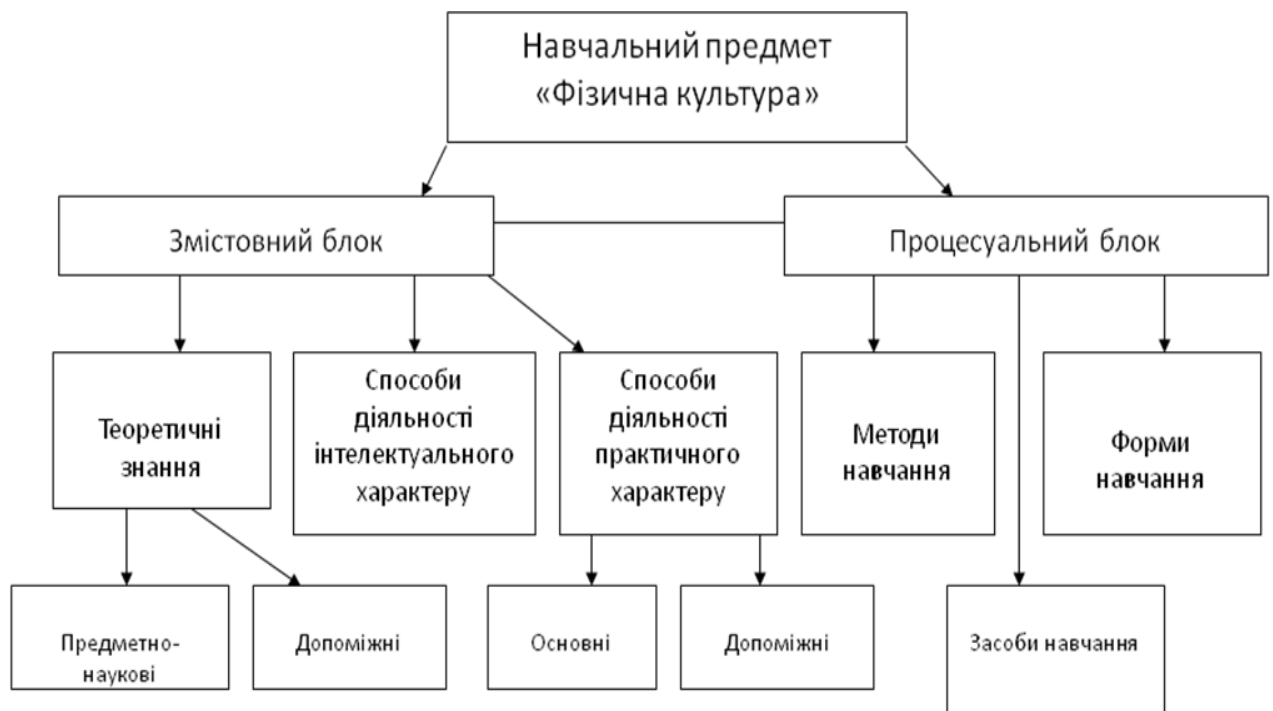 Навчальний предмет
«Фізична культура»
Змістовний блок
Процесуальний блок
Теоретичні
знання
Способи
діяльності
інтелектуального
характеру
Способи
діяльності
практичного
характеру
Методи
навчання
Форми
навчання
Предметно-
наукові
Допоміжні
Основні
Допоміжні
Засоби навчання